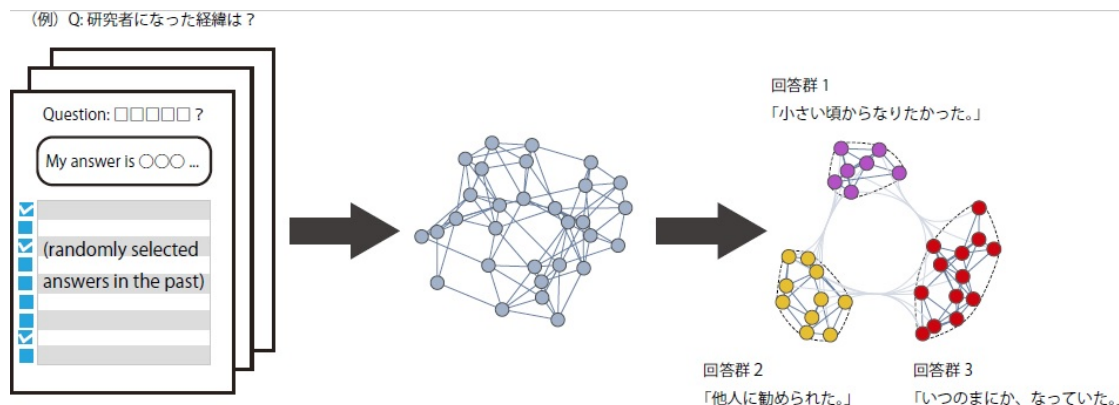 （例）Q: 研究者になった経緯は？
Question: □□□□□ ?
My answer is ○○○ ...
(randomly selected
answers in the past)
回答群 1
「小さい頃からなりたかった。」
回答群 2
「他人に勧められた。」
回答群 3
「いつのまにか、なっていた。